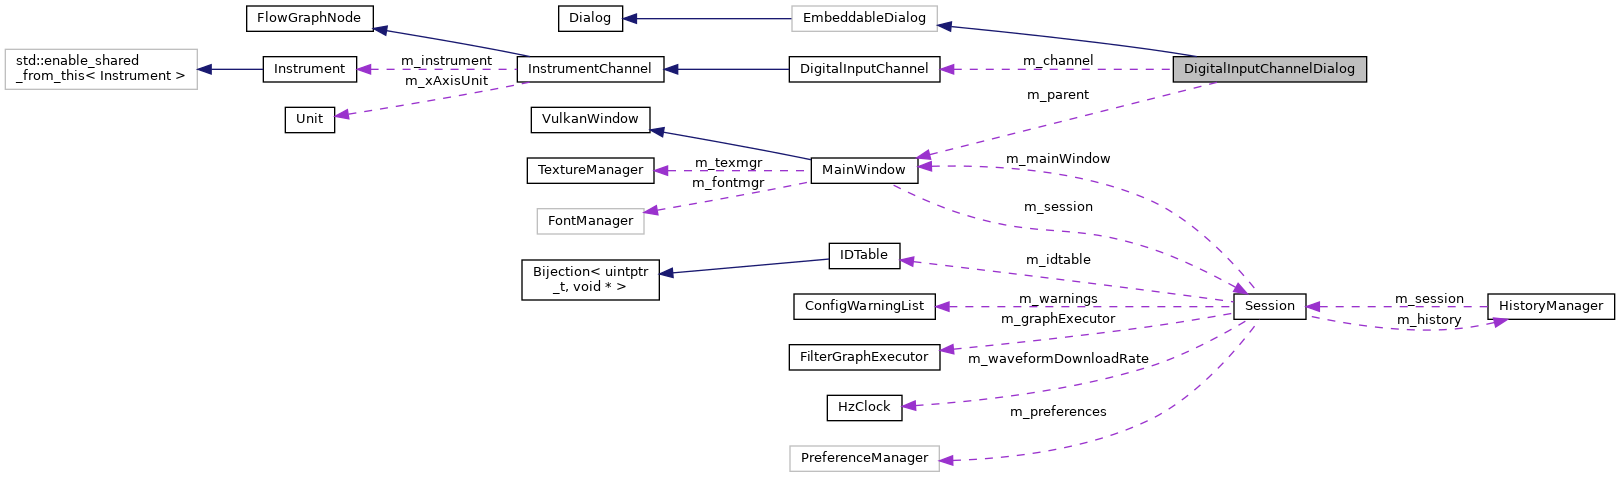 FlowGraphNode
Dialog
EmbeddableDialog
std::enable_shared
_from_this< Instrument >
Instrument
m_instrument
m_xAxisUnit
InstrumentChannel
DigitalInputChannel
m_channel
DigitalInputChannelDialog
m_parent
Unit
VulkanWindow
TextureManager
m_texmgr
m_fontmgr
MainWindow
m_mainWindow
FontManager
m_session
IDTable
m_idtable
Bijection< uintptr
_t, void * >
ConfigWarningList
m_warnings
m_graphExecutor
Session
m_session
m_history
HistoryManager
FilterGraphExecutor
m_waveformDownloadRate
HzClock
m_preferences
PreferenceManager